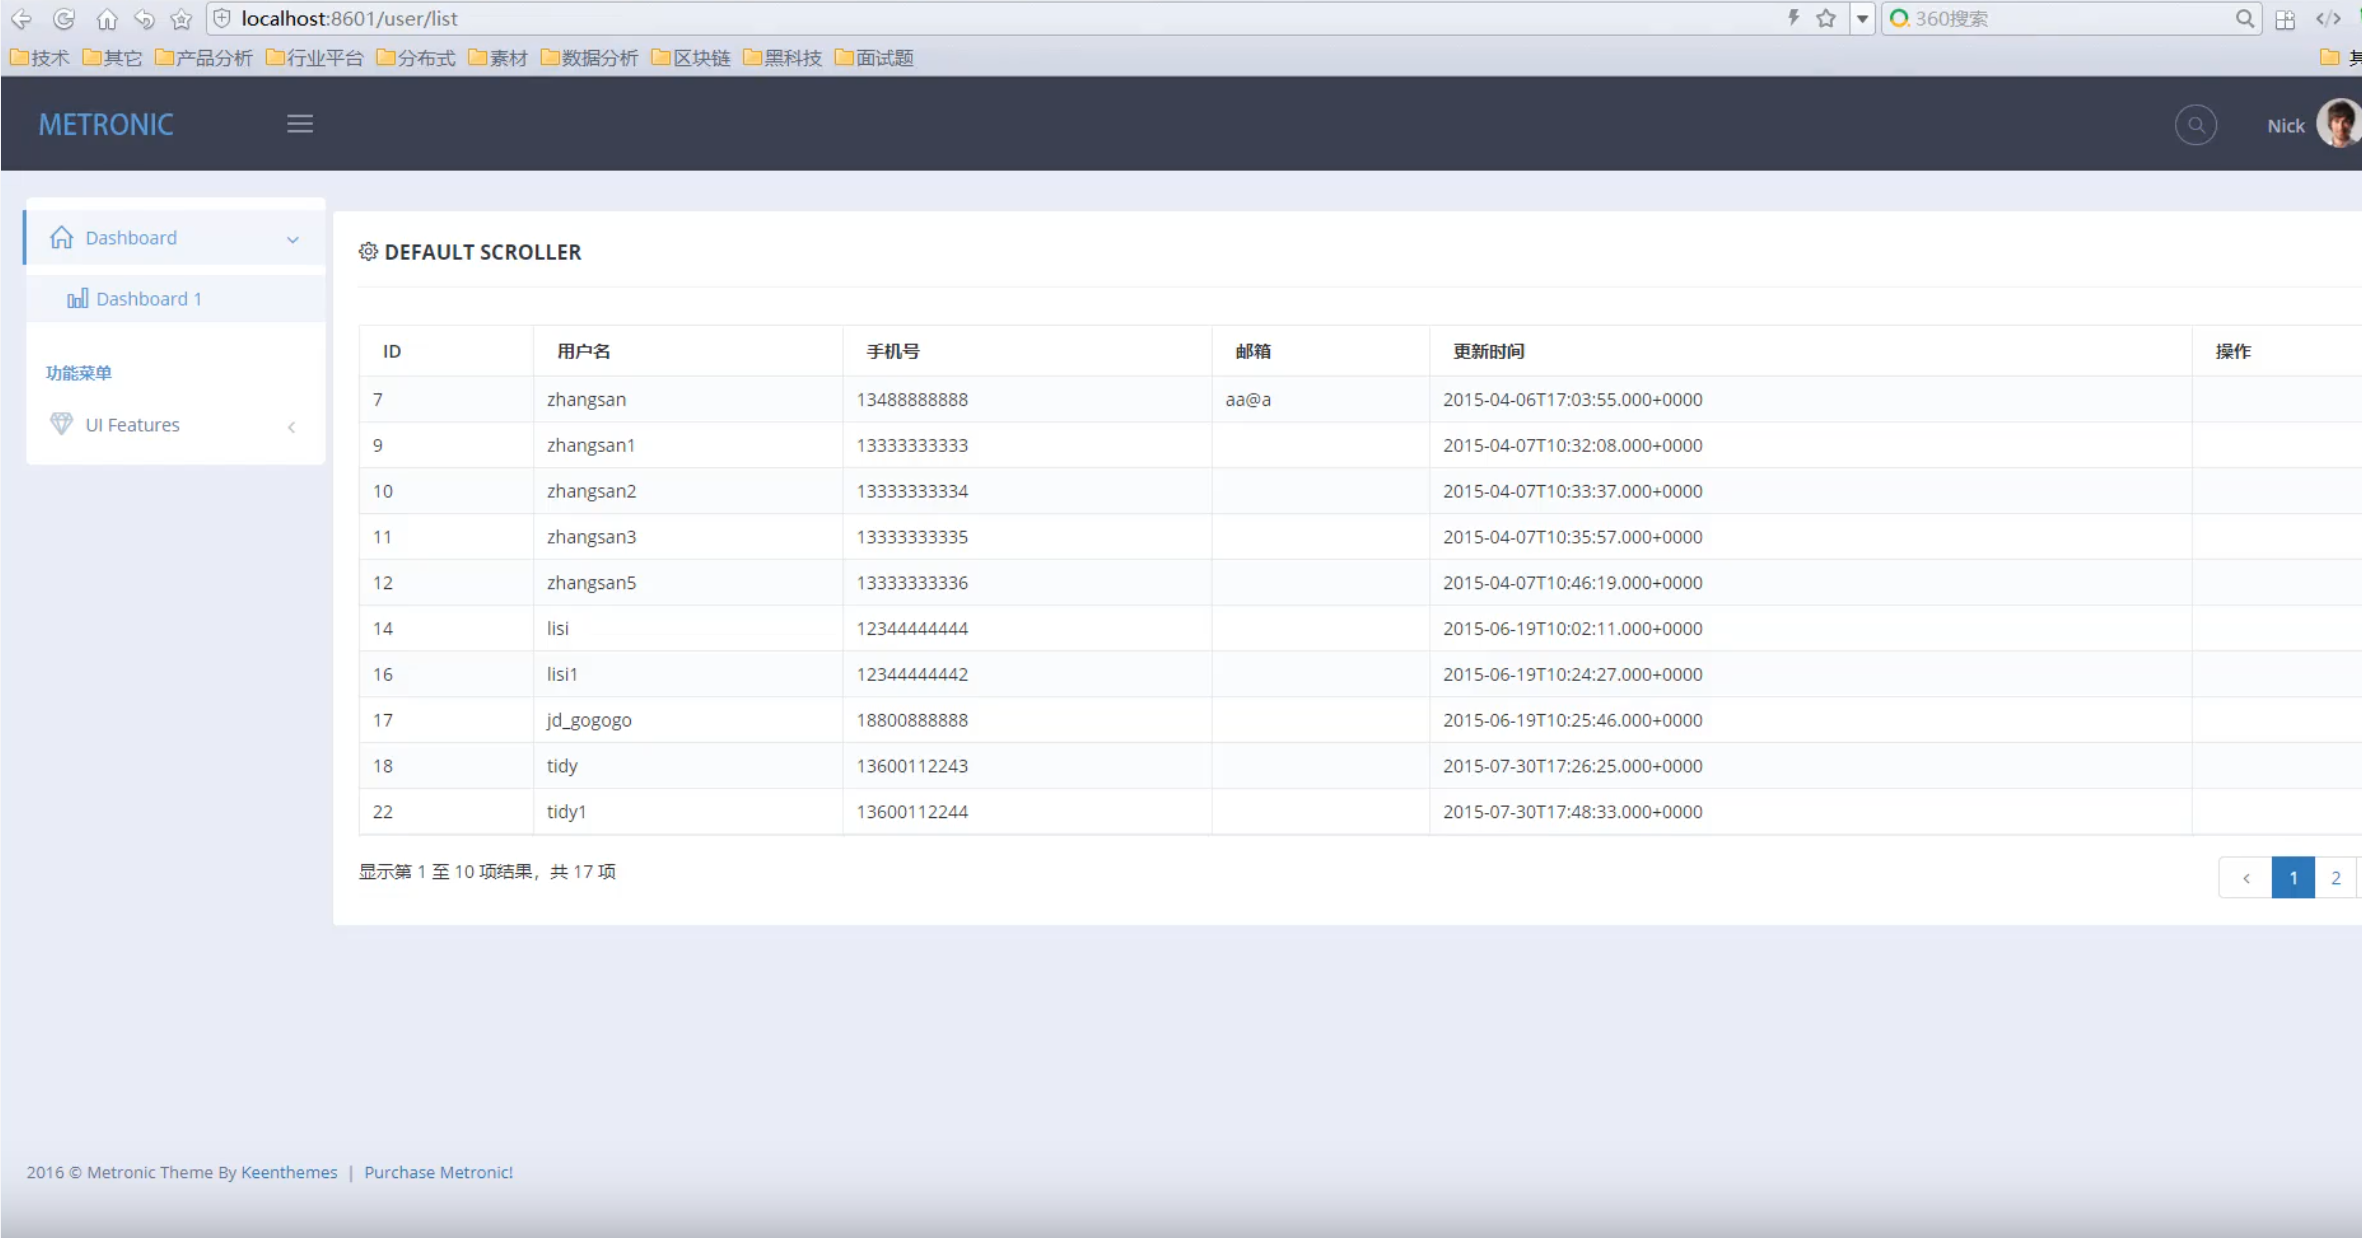 localhost:8601/user/list
360搜索
技术 其它 产品分析 行业平台 分布式 素材 数据分析 区块链 黑科技 面试题
METRONIC
Nick
Dashboard
Dashboard 1
功能菜单
UI Features
DEFAULT SCROLLER
ID 用户名 手机号 邮箱 更新时间 操作
7 zhangsan 13488888888 aa@a 2015-04-06T17:03:55.000+0000
9 zhangsan1 13333333333 2015-04-07T10:32:08.000+0000
10 zhangsan2 13333333334 2015-04-07T10:33:37.000+0000
11 zhangsan3 13333333335 2015-04-07T10:35:57.000+0000
12 zhangsan5 13333333336 2015-04-07T10:46:19.000+0000
14 lisi 12344444444 2015-06-19T10:02:11.000+0000
16 lisi1 12344444442 2015-06-19T10:24:27.000+0000
17 jd_gogogo 18800888888 2015-06-19T10:25:46.000+0000
18 tidy 13600112243 2015-07-30T17:26:25.000+0000
22 tidy1 13600112244 2015-07-30T17:48:33.000+0000
显示第 1 至 10 项结果，共 17 项
< 1 2
2016 © Metronic Theme By Keenthemes | Purchase Metronic!